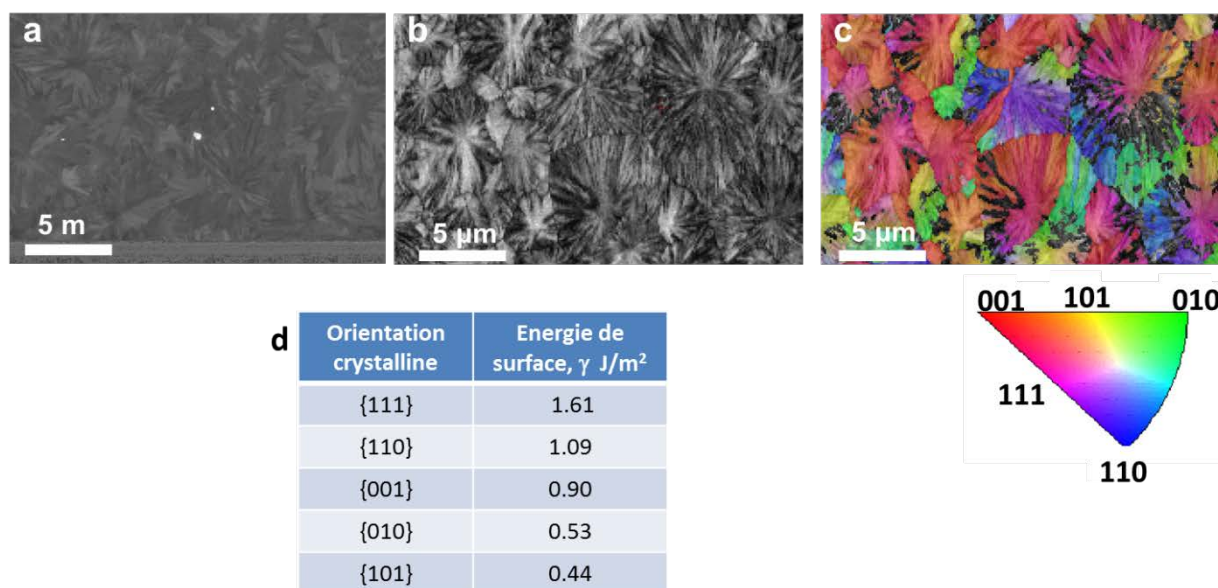 a
b
c
5 m
5 µm
5 µm
001 101 010
111
110
d
Orientation cristalline
Energie de surface, γ J/m²
{111} 1.61
{110} 1.09
{001} 0.90
{010} 0.53
{101} 0.44